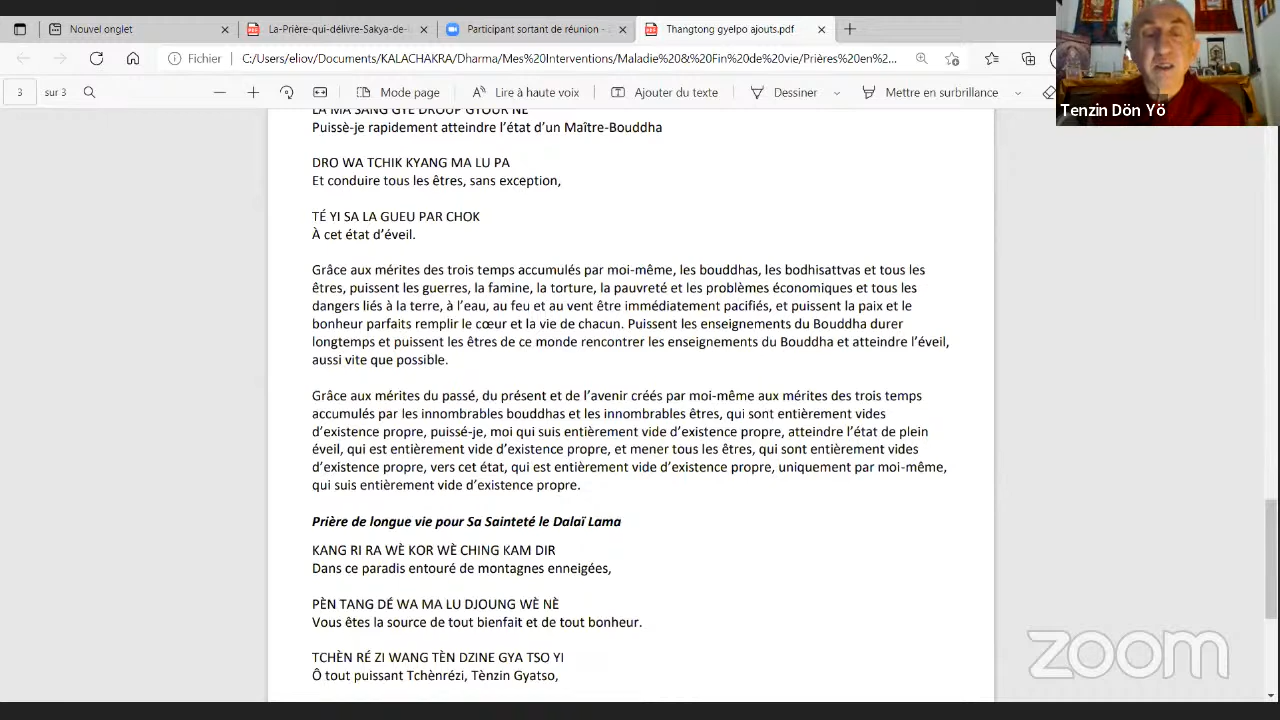 Nouvel onglet
La-Prière-qui-délivre-Sakya-de-
Participant sortant de réunion -
Thangtong gyelpo ajouts.pdf
Fichier
C:/Users/eliov/Documents/KALACHAKRA/Dharma/Mes%20Interventions/Maladie%20&%20Fin%20de%20vie/Prières%20en%2...
3 sur 3
Mode page
Lire à haute voix
Ajouter du texte
Dessiner
Mettre en surbrillance
Tenzin Dön Yö
LA MA SANG GYE DROUP GYOUR NÈ
Puissè-je rapidement atteindre l’état d’un Maître-Bouddha
DRO WA TCHIK KYANG MA LU PA
Et conduire tous les êtres, sans exception,
TÉ YI SA LA GUEU PAR CHOK
À cet état d’éveil.
Grâce aux mérites des trois temps accumulés par moi-même, les bouddhas, les bodhisattvas et tous les
êtres, puissent les guerres, la famine, la torture, la pauvreté et les problèmes économiques et tous les
dangers liés à la terre, à l’eau, au feu et au vent être immédiatement pacifiés, et puissent la paix et le
bonheur parfaits remplir le cœur et la vie de chacun. Puissent les enseignements du Bouddha durer
longtemps et puissent les êtres de ce monde rencontrer les enseignements du Bouddha et atteindre l’éveil,
aussi vite que possible.
Grâce aux mérites du passé, du présent et de l’avenir créés par moi-même aux mérites des trois temps
accumulés par les innombrables bouddhas et les innombrables êtres, qui sont entièrement vides
d’existence propre, puissé-je, moi qui suis entièrement vide d’existence propre, atteindre l’état de plein
éveil, qui est entièrement vide d’existence propre, et mener tous les êtres, qui sont entièrement vides
d’existence propre, vers cet état, qui est entièrement vide d’existence propre, uniquement par moi-même,
qui suis entièrement vide d’existence propre.
Prière de longue vie pour Sa Sainteté le Dalaï Lama
KANG RI RA WÈ KOR WÈ CHING KAM DIR
Dans ce paradis entouré de montagnes enneigées,
PÈN TANG DÉ WA MA LU DJOUNG WÈ NÈ
Vous êtes la source de tout bienfait et de tout bonheur.
TCHÈN RÉ ZI WANG TÈN DZINE GYA TSO YI
Ô tout puissant Tchènrézi, Tènzin Gyatso,
zoom